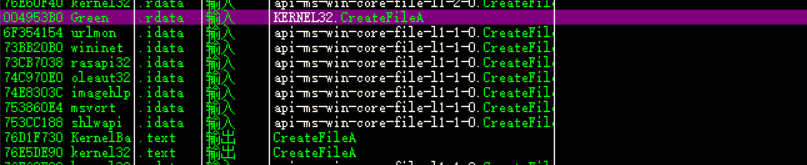 76E60F40 kernel32 .rdata 输入 api-ms-win-core-file-l1-2-0.CreateFil
004953B0 Green .rdata 输入 KERNEL32.CreateFileA
6F354154 urlmon .idata 输入 api-ms-win-core-file-l1-1-0.CreateFil
73BB20B0 wininet .idata 输入 api-ms-win-core-file-l1-1-0.CreateFil
73CB7038 rasapi32 .idata 输入 api-ms-win-core-file-l1-1-0.CreateFil
74C970E0 oleaut32 .idata 输入 api-ms-win-core-file-l1-1-0.CreateFil
74E8303C imagehlp .idata 输入 api-ms-win-core-file-l1-1-0.CreateFil
753860E4 msvcrt .idata 输入 api-ms-win-core-file-l1-1-0.CreateFil
753CC188 shlwapi .idata 输入 api-ms-win-core-file-l1-1-0.CreateFil
76D1F730 KernelBa .text 输出 CreateFileA
76E5DE90 kernel32 .text 输出 CreateFileA